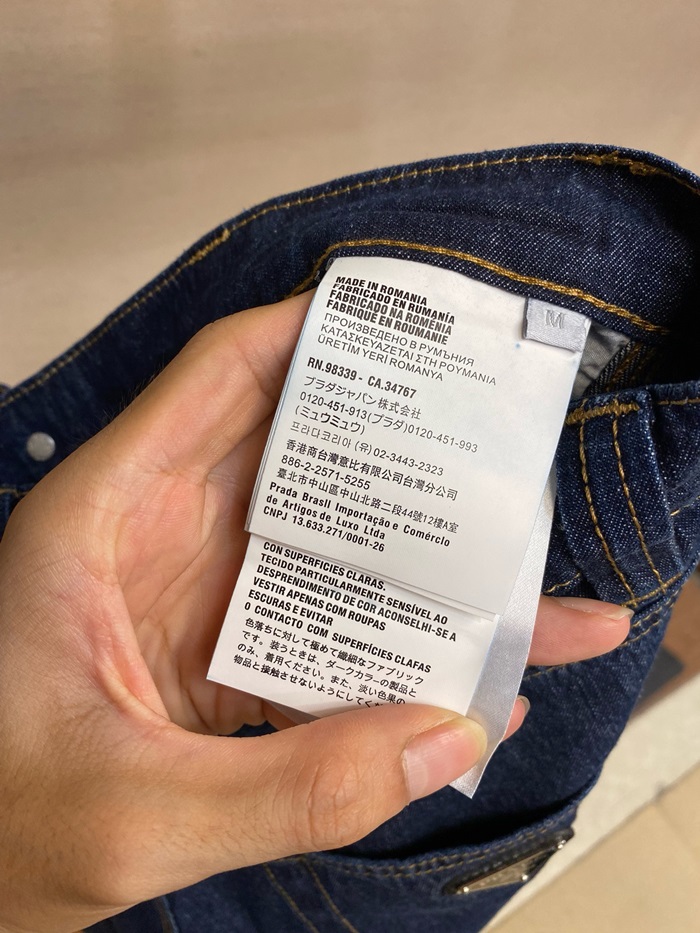 MADE IN ROMANIA
FABRICADO EN RUMANÍA
FABRICADO NA ROMÉNIA
FABRIQUÉ EN ROUMANIE
ПРОИЗВЕДЕНО В РУМЪНИЯ
ΚΑΤΑΣΚΕΥΑΖΕΤΑΙ ΣΤΗ ΡΟΥΜΑΝΙΑ
ÜRETİM YERİ ROMANYA
RN.98339 - CA.34767
プラダジャパン株式会社
0120-451-913(プラダ)0120-451-993
(ミュウミュウ)
프라다코리아 (유)02-3443-2323
香港商台灣意比有限公司台灣分公司
886-2-2571-5255
臺北市中山區中山北路二段44號12樓A室
Prada Brasil Importação e Comércio
de Artigos de Luxo Ltda
CNPJ 13.633.271/0001-26
M
CON SUPERFICIES CLARAS.
TECIDO PARTICULARMENTE SENSÍVEL AO
DESPRENDIMENTO DE COR ACONSELHI-SE A
VESTIR APENAS COM ROUPAS
ESCURAS E EVITAR
O CONTACTO COM SUPERFÍCIES CLAFAS
色落ちに対して極めて繊細なファブリック
です。装うときは、ダークカラーの製品と
のみ、着用ください。また、淡い色果の
物品と接触させないようにしてくだ